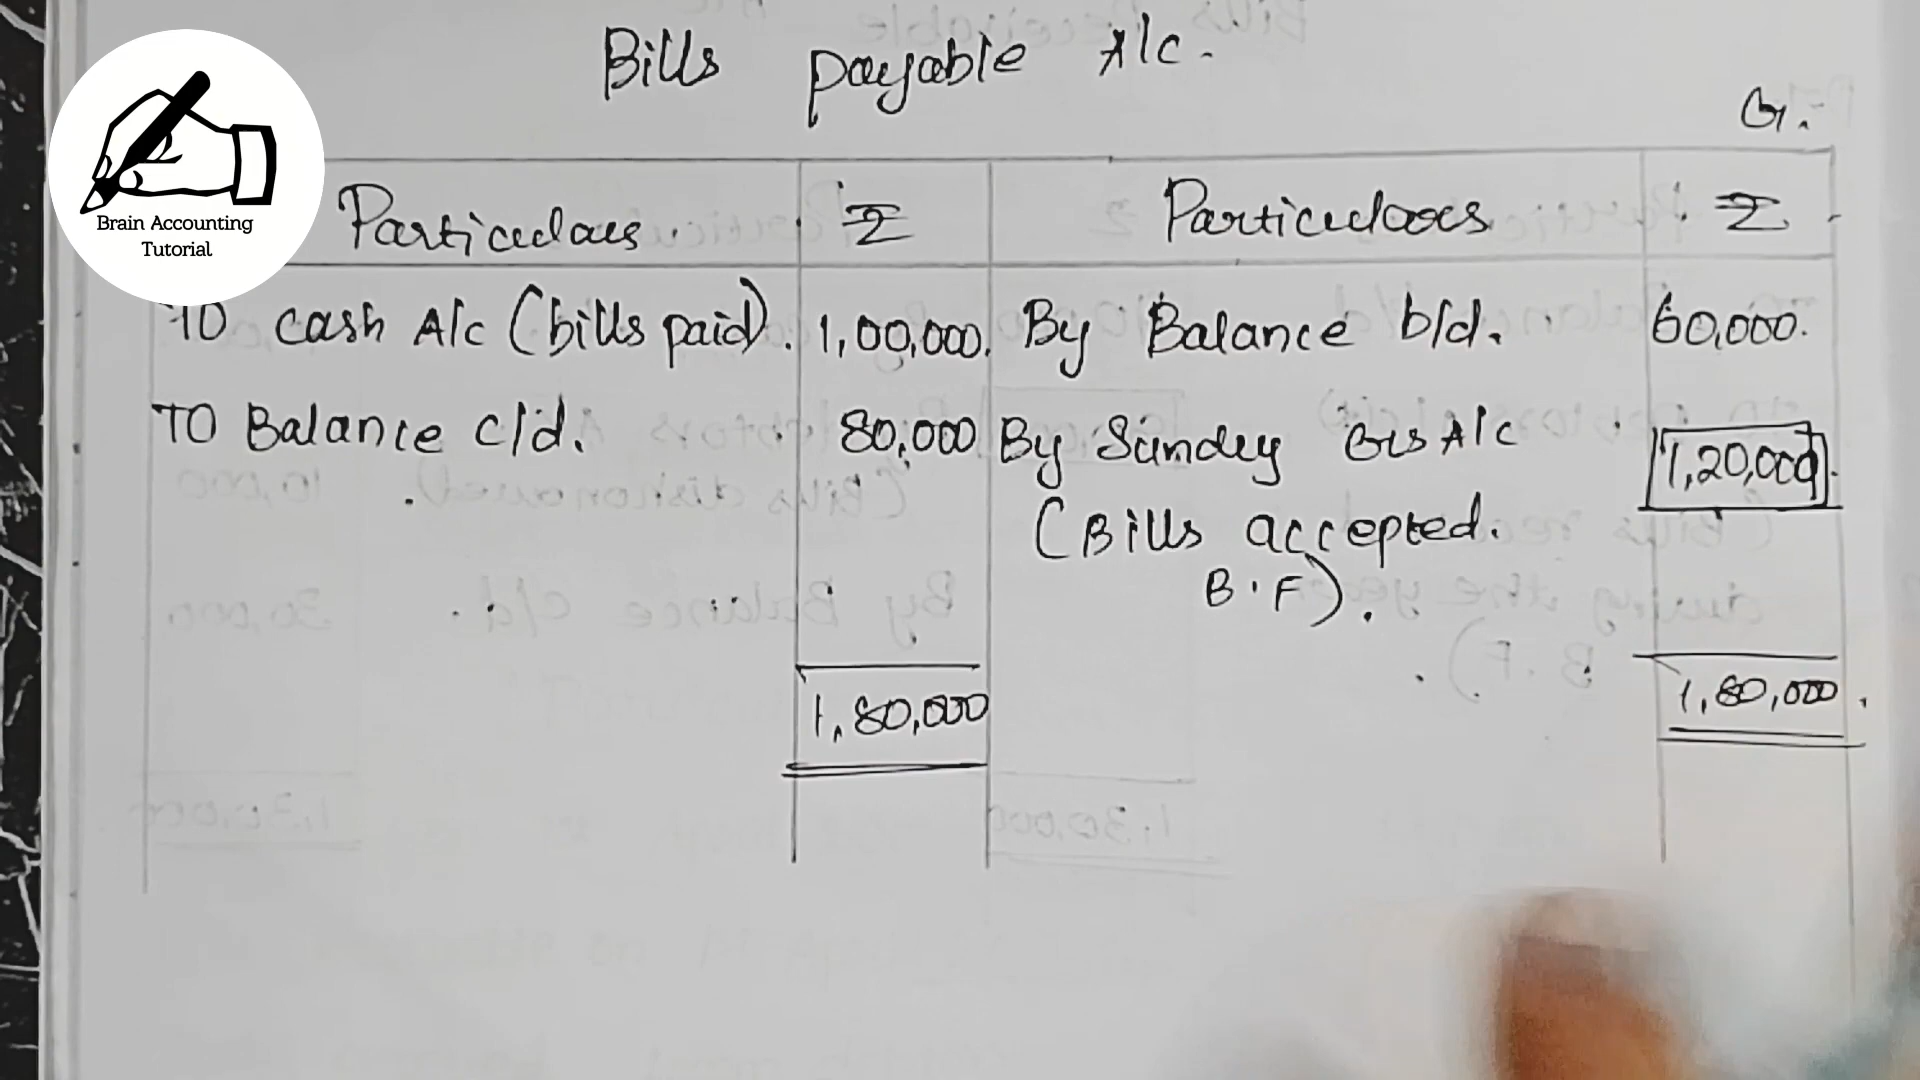 Bills payable A/c.
Cr.
Brain Accounting
Tutorial
Particulars. ₹ Particulars ₹
TO Cash A/c (bills paid). 1,00,000. By Balance b/d. 60,000.
TO Balance c/d. 80,000 By Sundry Crs A/c 1,20,000.
(Bills accepted.
B.F).
1,80,000 1,80,000.